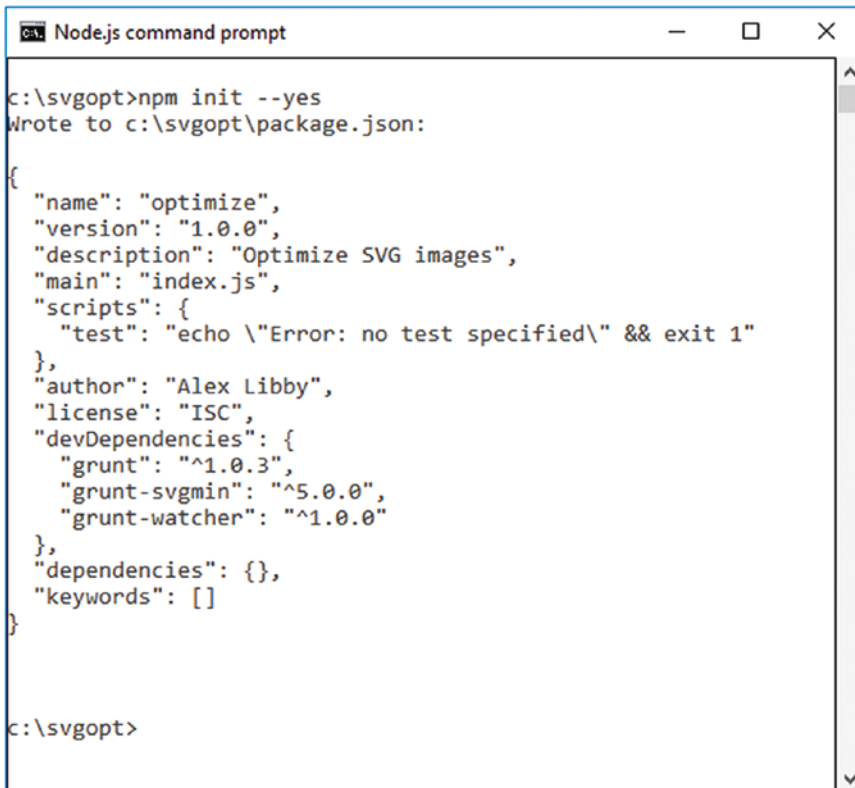 Node.js command prompt
c:\svgopt>npm init --yes
Wrote to c:\svgopt\package.json:
{
  "name": "optimize",
  "version": "1.0.0",
  "description": "Optimize SVG images",
  "main": "index.js",
  "scripts": {
    "test": "echo \"Error: no test specified\" && exit 1"
  },
  "author": "Alex Libby",
  "license": "ISC",
  "devDependencies": {
    "grunt": "^1.0.3",
    "grunt-svgmin": "^5.0.0",
    "grunt-watcher": "^1.0.0"
  },
  "dependencies": {},
  "keywords": []
}
c:\svgopt>